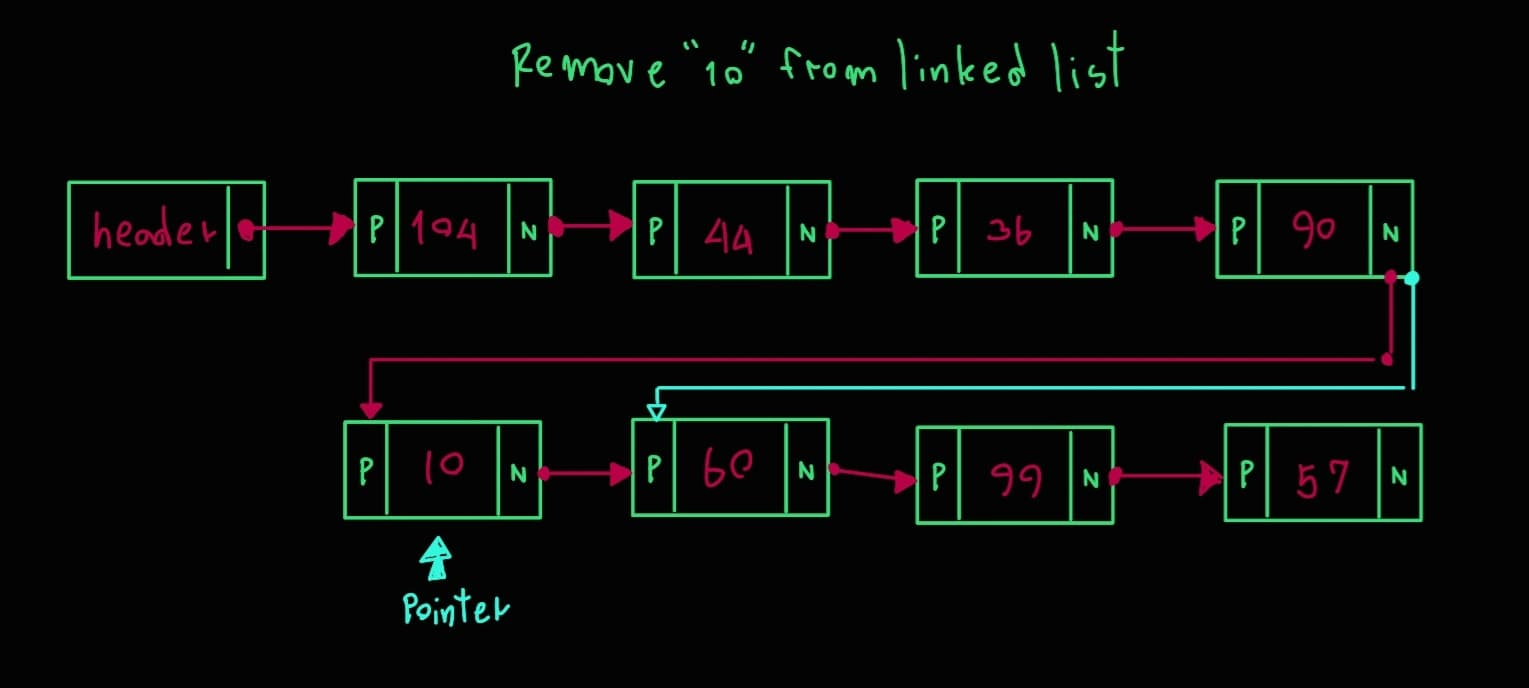 Remove "10" from linked list
header P 104 N P 44 N P 36 N P 90 N
P 10 N P 60 N P 99 N P 57 N
Pointer